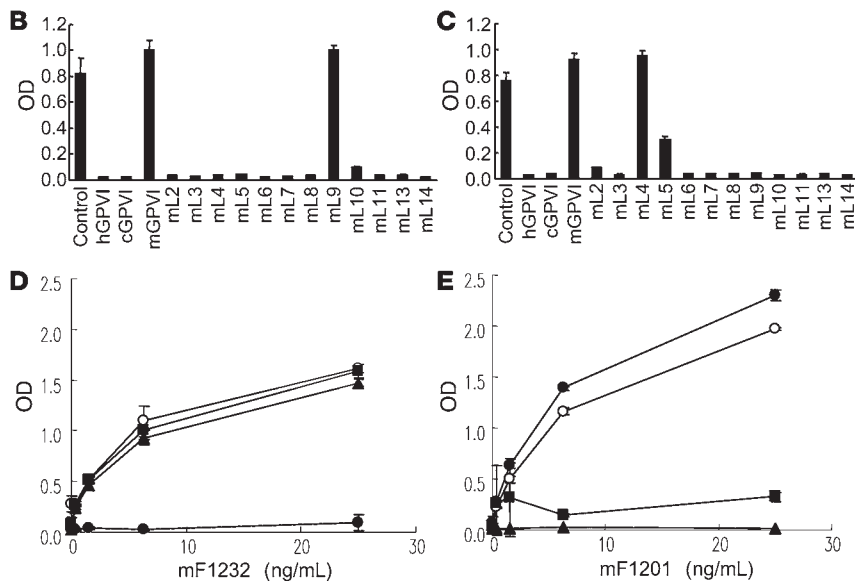 B
OD
1.2
1.0
0.8
0.6
0.4
0.2
0
Control
hGPVI
cGPVI
mGPVI
mL2
mL3
mL4
mL5
mL6
mL7
mL8
mL9
mL10
mL11
mL13
mL14
C
OD
1.2
1.0
0.8
0.6
0.4
0.2
0
Control
hGPVI
cGPVI
mGPVI
mL2
mL3
mL4
mL5
mL6
mL7
mL8
mL9
mL10
mL11
mL13
mL14
D
OD
2.5
2.0
1.5
1.0
0.5
0.0
0
10
20
30
mF1232 (ng/mL)
E
OD
2.5
2.0
1.5
1.0
0.5
0.0
0
10
20
30
mF1201 (ng/mL)